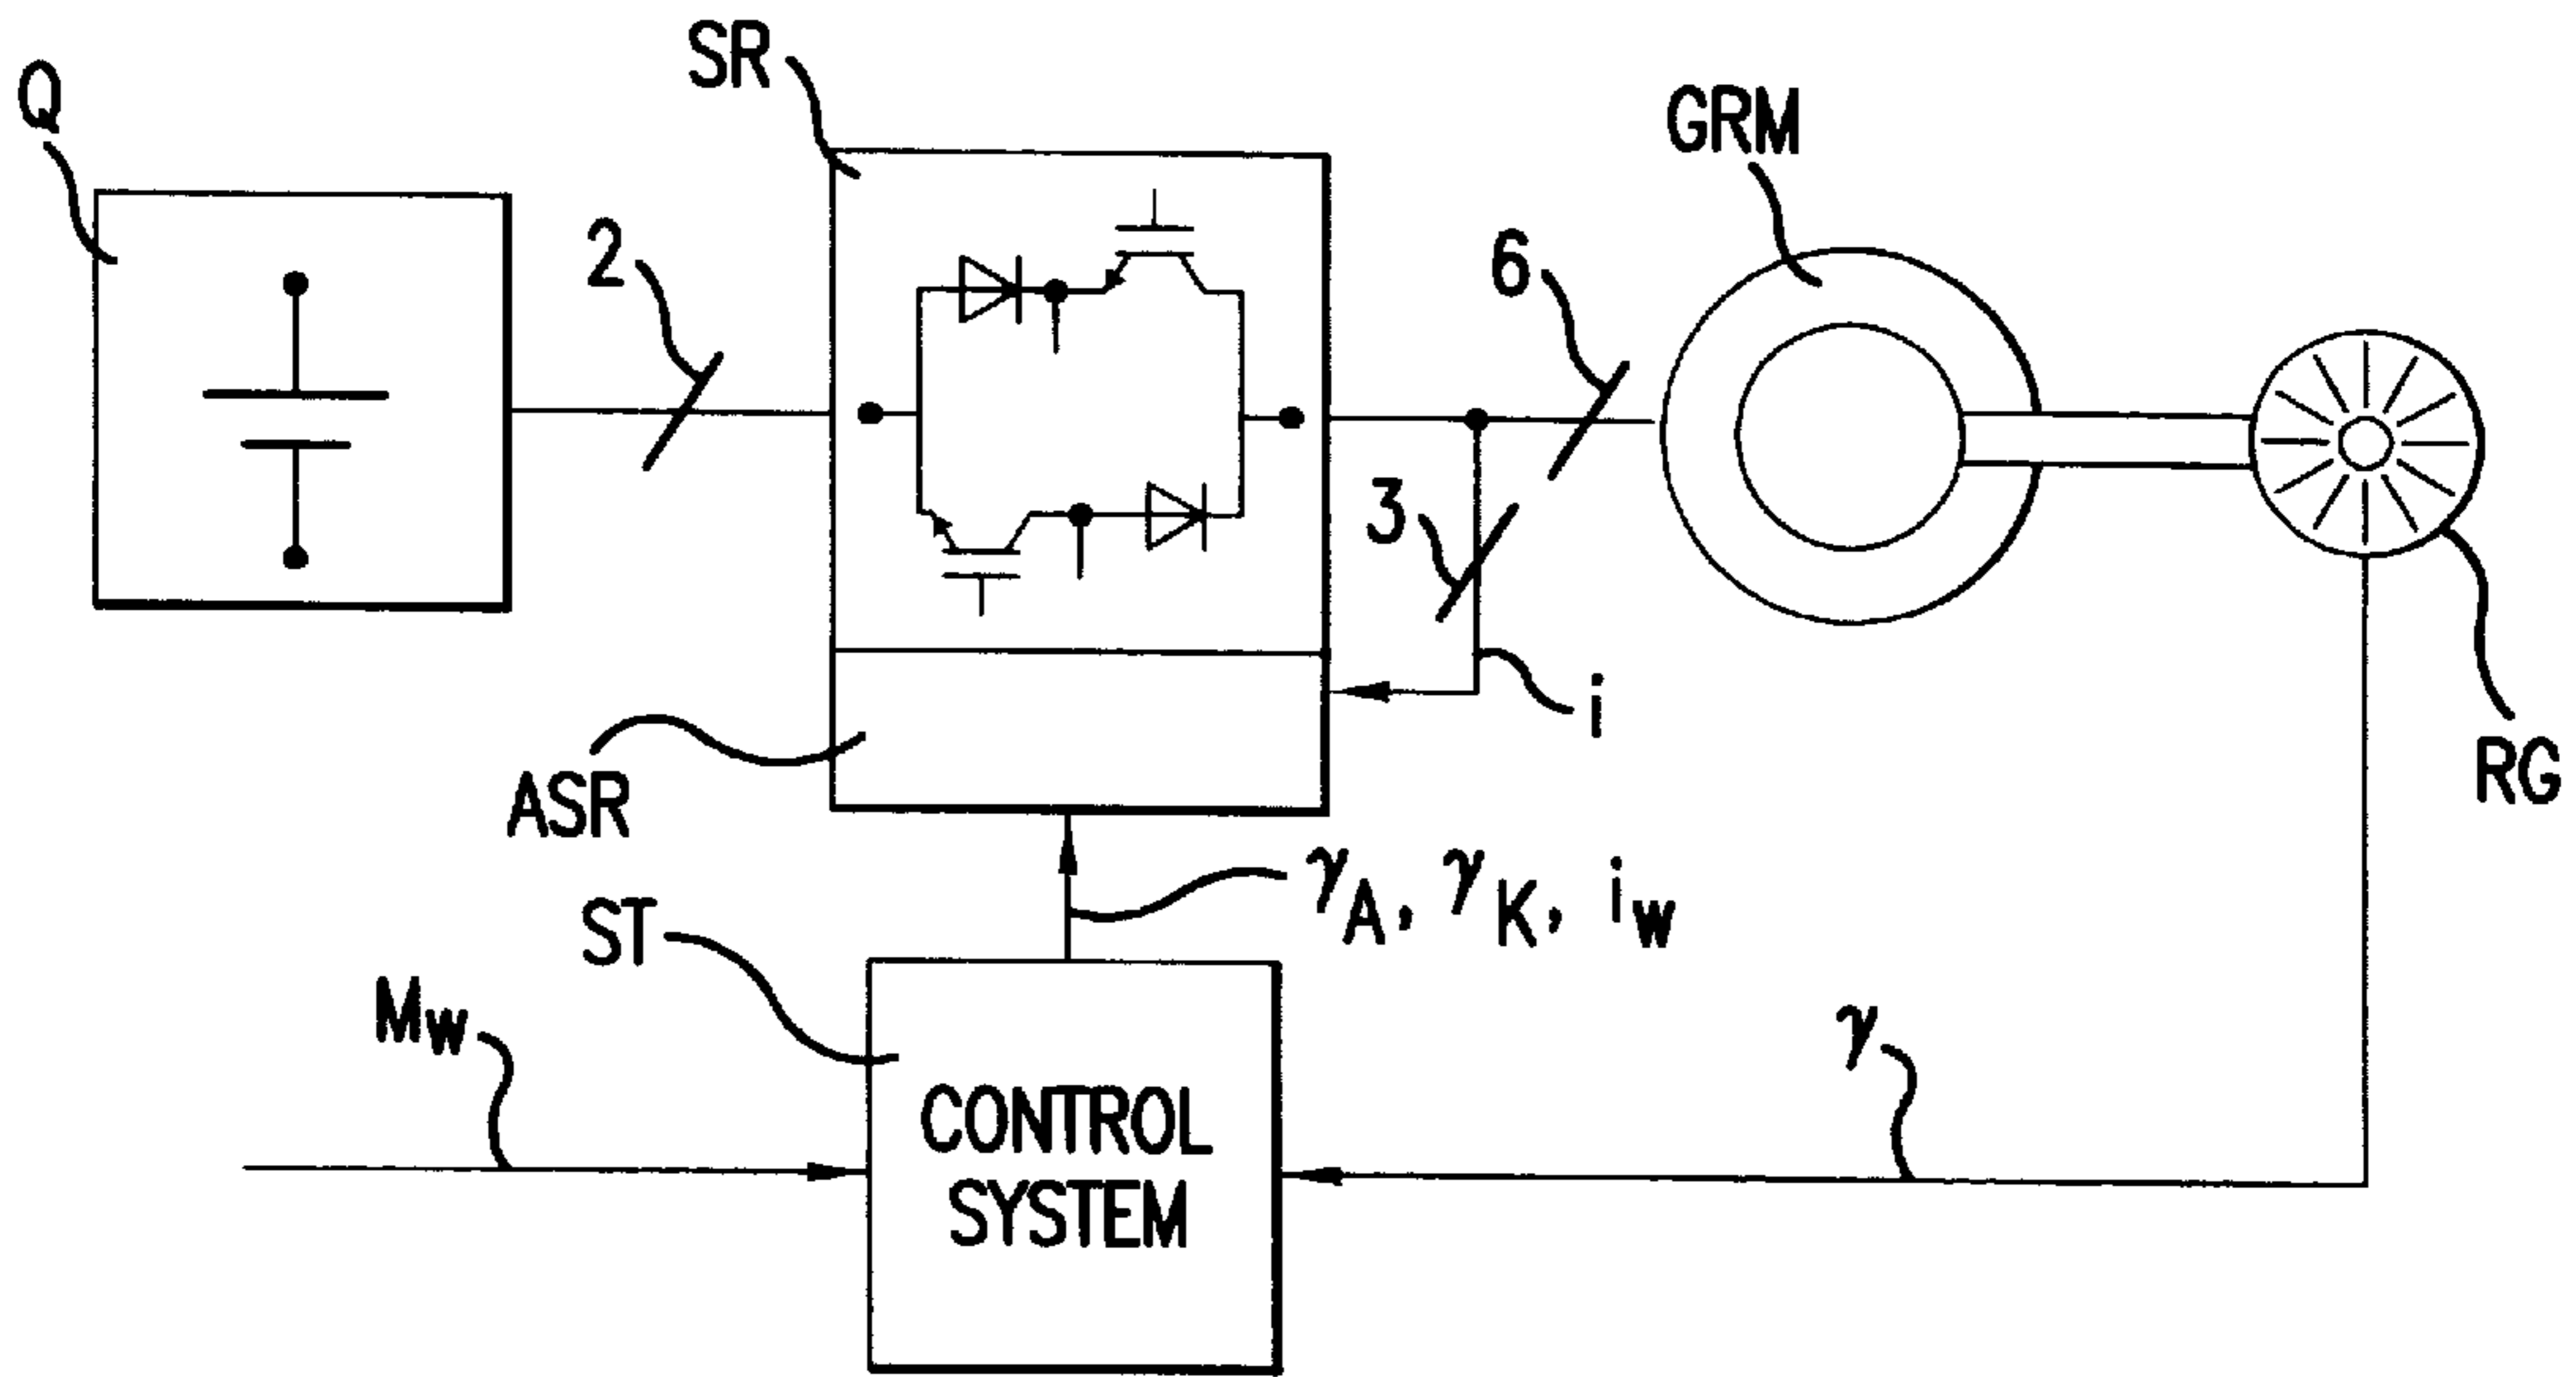 Q
SR
GRM
2
6
3
i
RG
ASR
γA, γK, iw
ST
Mw
γ
CONTROL
SYSTEM